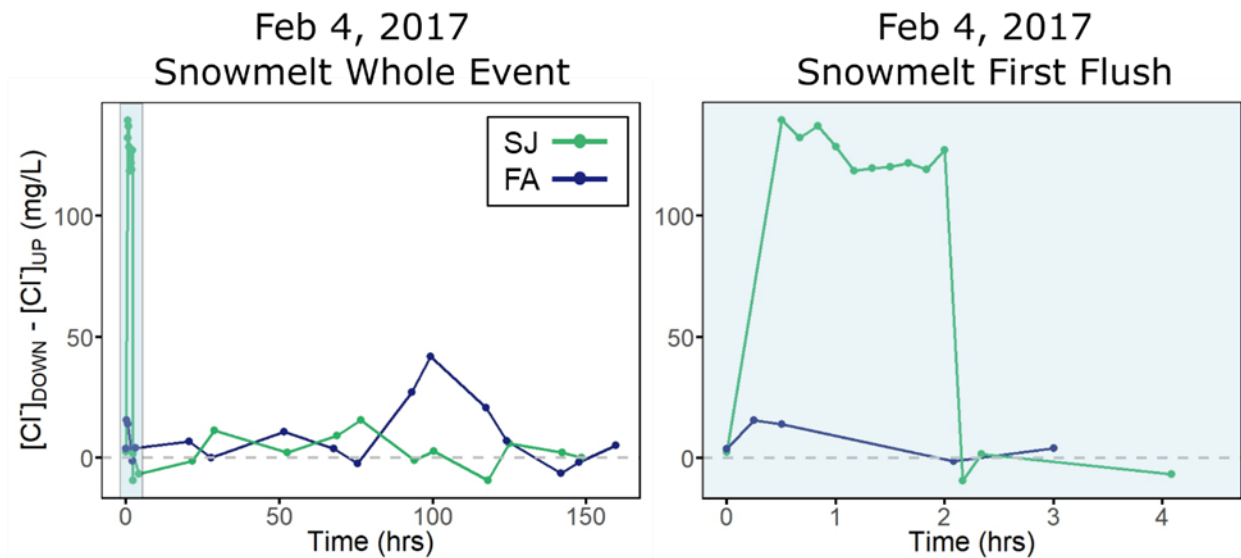 Feb 4, 2017
Snowmelt Whole Event
Feb 4, 2017
Snowmelt First Flush
[Cl⁻]DOWN - [Cl⁻]UP (mg/L)
SJ
FA
100
50
0
0
50
100
150
Time (hrs)
100
50
0
0
1
2
3
4
Time (hrs)